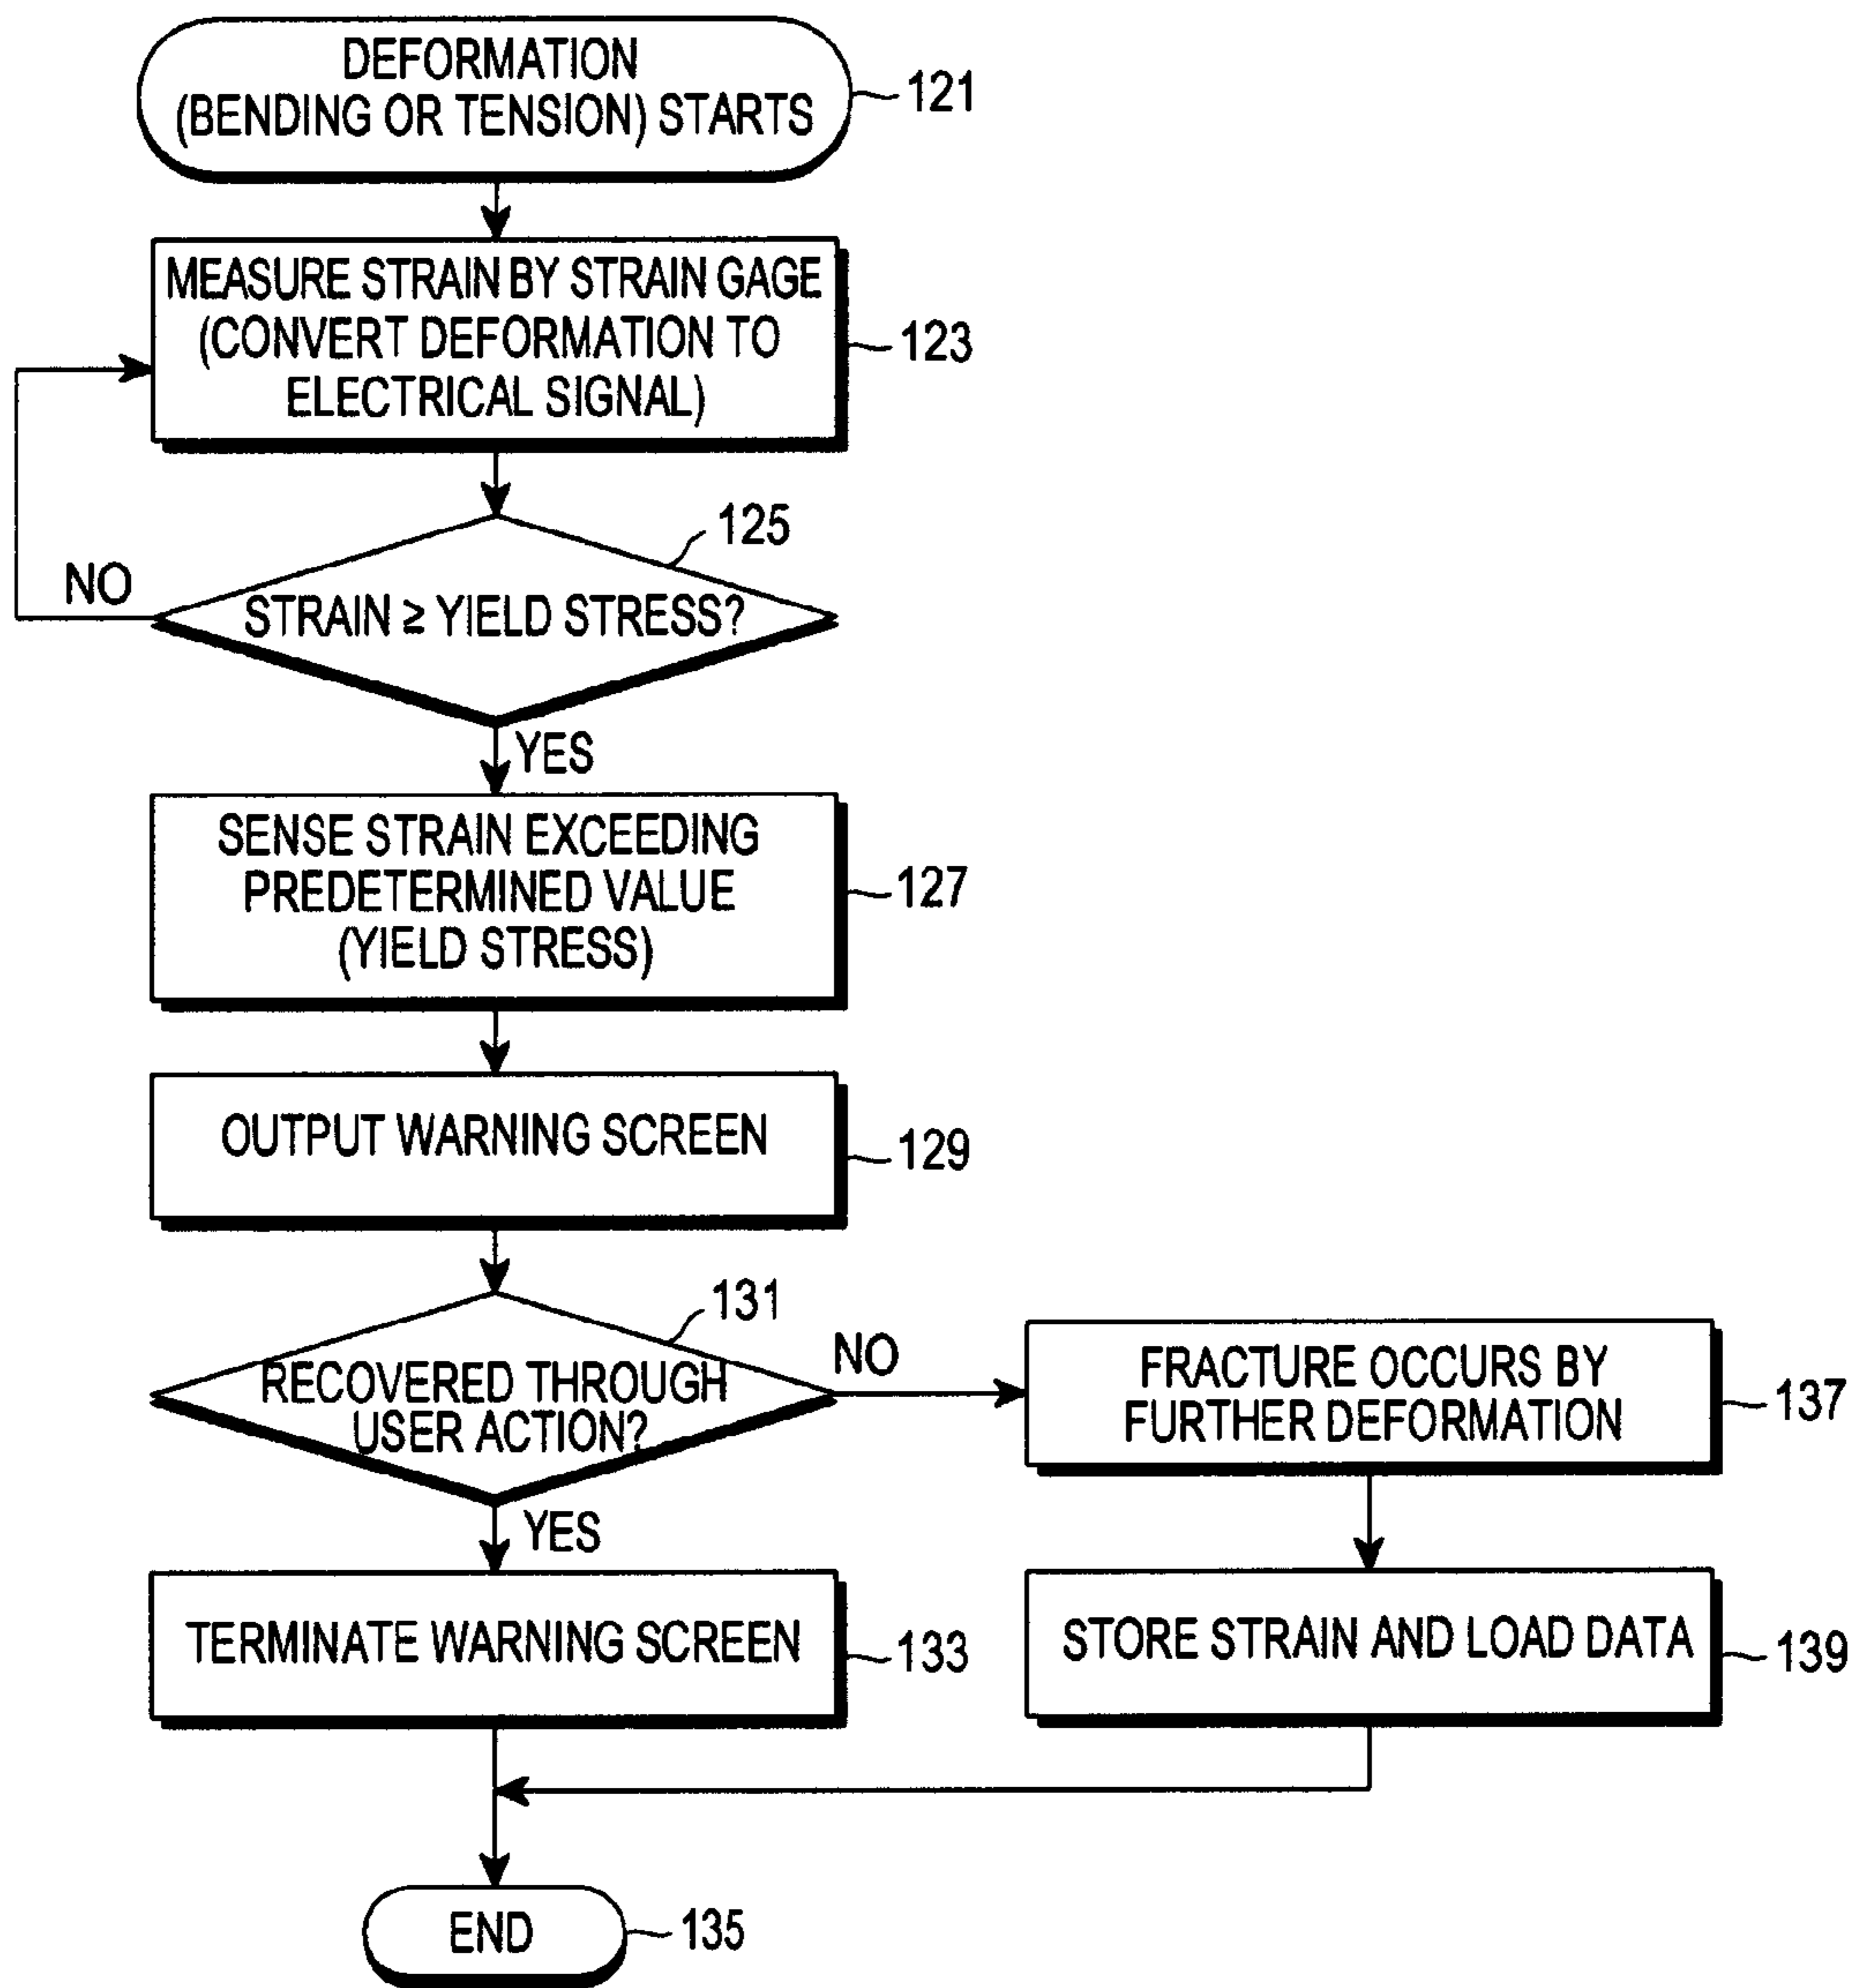 DEFORMATION
(BENDING OR TENSION) STARTS
121
MEASURE STRAIN BY STRAIN GAGE
(CONVERT DEFORMATION TO
ELECTRICAL SIGNAL)
123
125
NO
STRAIN ≥ YIELD STRESS?
YES
SENSE STRAIN EXCEEDING
PREDETERMINED VALUE
(YIELD STRESS)
127
OUTPUT WARNING SCREEN
129
131
RECOVERED THROUGH
USER ACTION?
NO
FRACTURE OCCURS BY
FURTHER DEFORMATION
137
YES
TERMINATE WARNING SCREEN
133
STORE STRAIN AND LOAD DATA
139
END
135